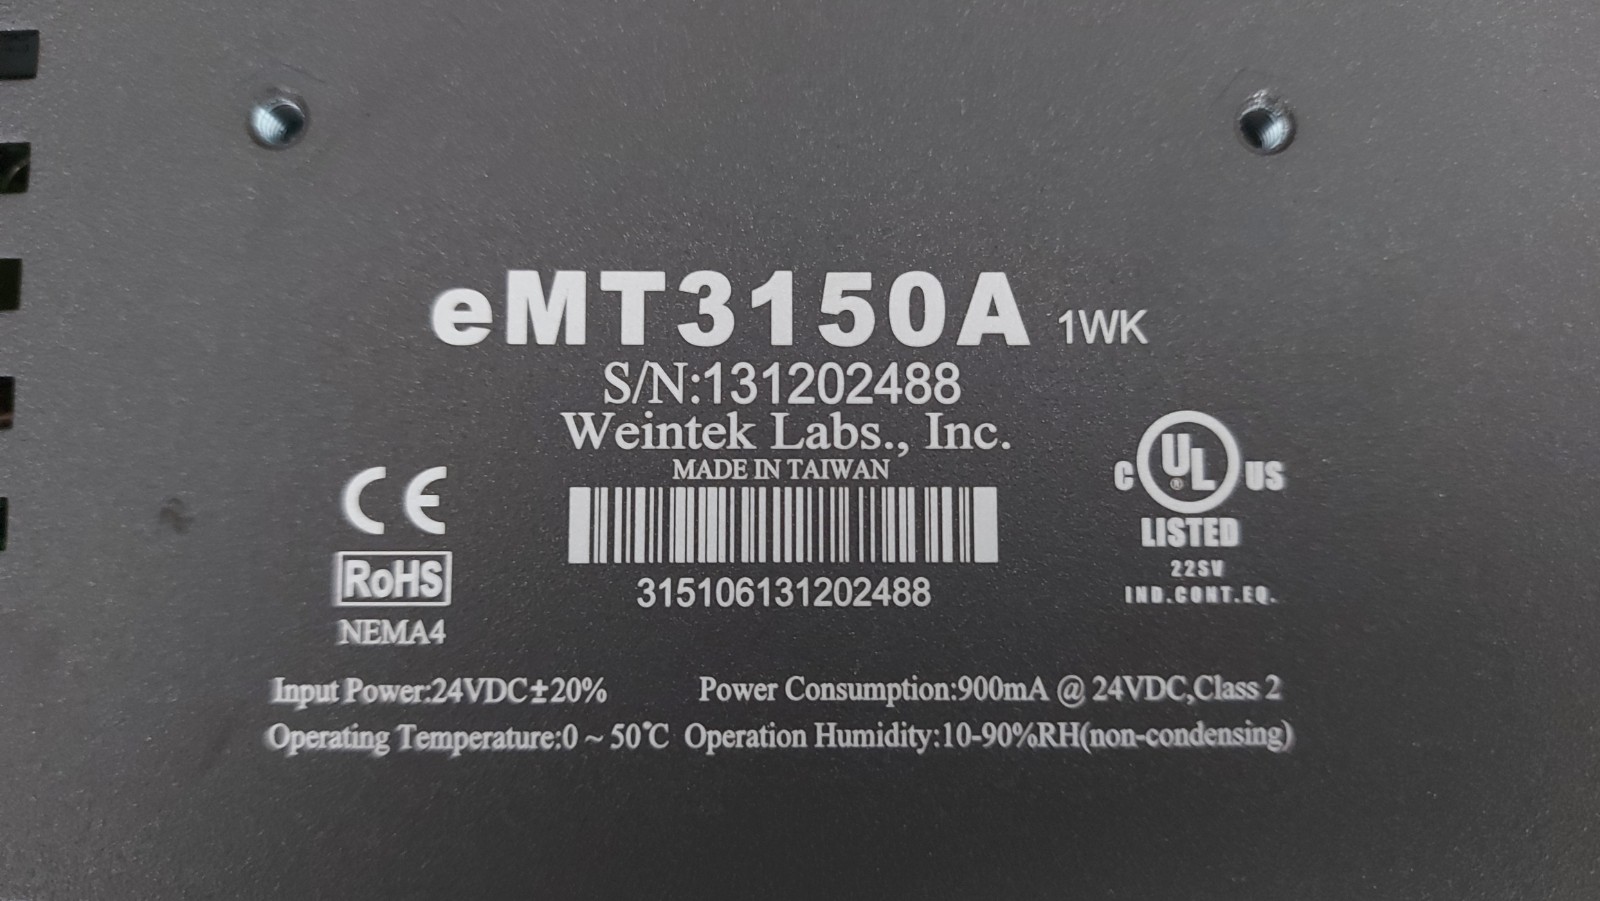 eMT3150A 1WK
S/N:131202488
Weintek Labs., Inc.
MADE IN TAIWAN
CE
RoHS
NEMA4
315106131202488
C UL® US
LISTED
22SV
IND.CONT.EQ.
Input Power:24VDC±20% Power Consumption:900mA @ 24VDC,Class 2
Operating Temperature:0 ~ 50℃ Operation Humidity:10-90%RH(non-condensing)